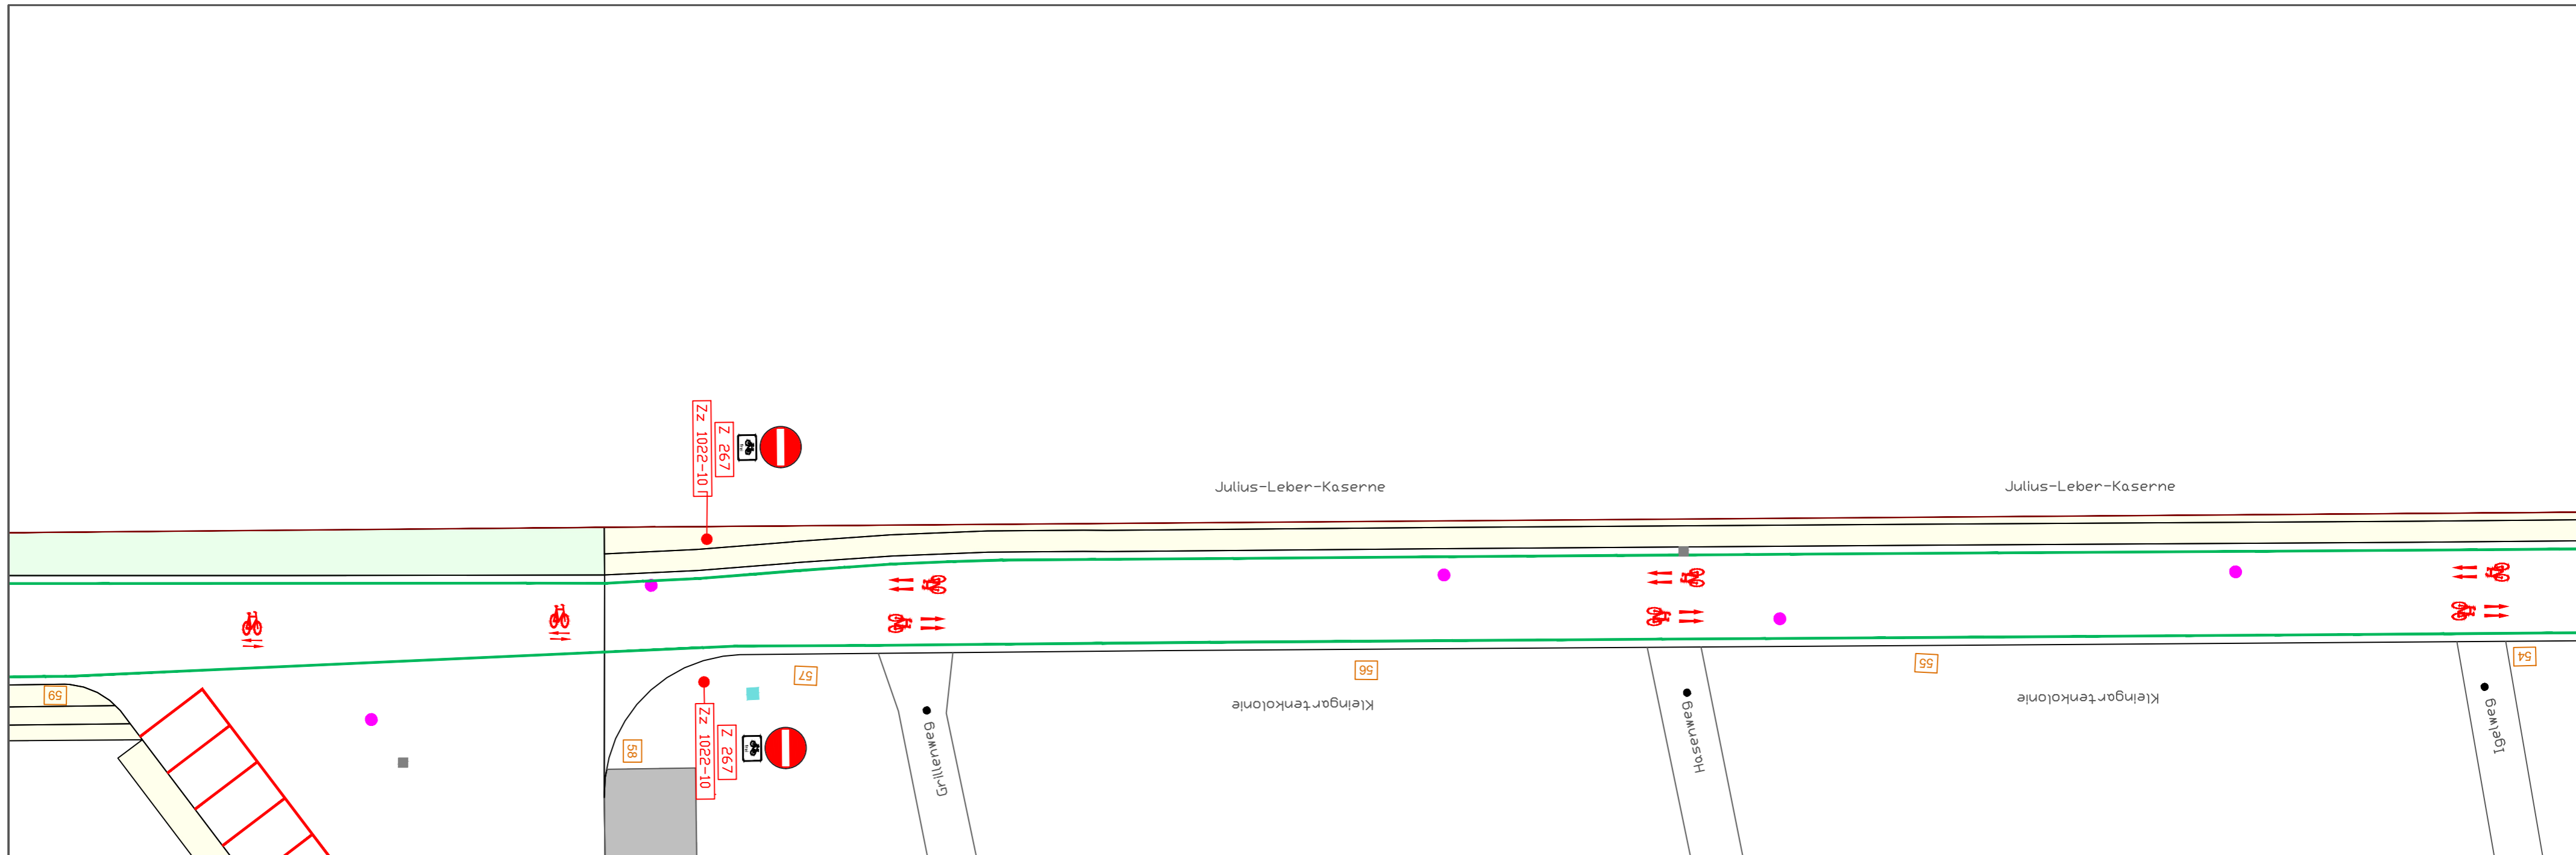 Zz 1022-10
Z 267
Julius-Leber-Kaserne
Julius-Leber-Kaserne
59
57
56
55
54
Kleingartenkolonie
Kleingartenkolonie
58
Zz 1022-10
Z 267
Grillenweg
Hasenweg
Igelweg